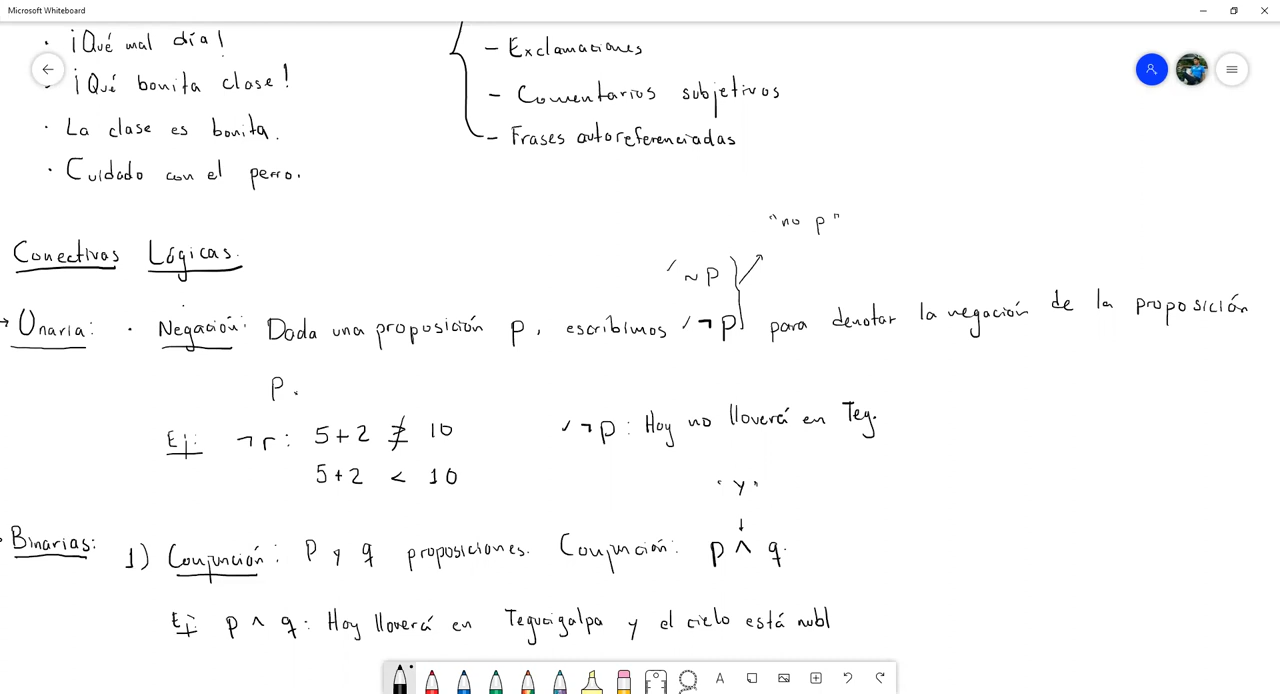 Microsoft Whiteboard
· ¡Qué mal día!
· ¡Qué bonita clase!
· La clase es bonita.
· Cuidado con el perro.
- Exclamaciones
- Comentarios subjetivos
- Frases autoreferenciadas
"no p"
Conectivas Lógicas.
~p
→ Unaria: · Negación: Dada una proposición p, escribimos ¬p para denotar la negación de la proposición
p.
Ej: ¬r: 5+2 ≱ 10
5+2 < 10
¬p: Hoy no lloverá en Teg.
"y"
↓
Binarias: 1) Conjunción: p y q proposiciones. Conjunción: p ∧ q.
Ej: p ∧ q: Hoy lloverá en Tegucigalpa y el cielo está nubl
A